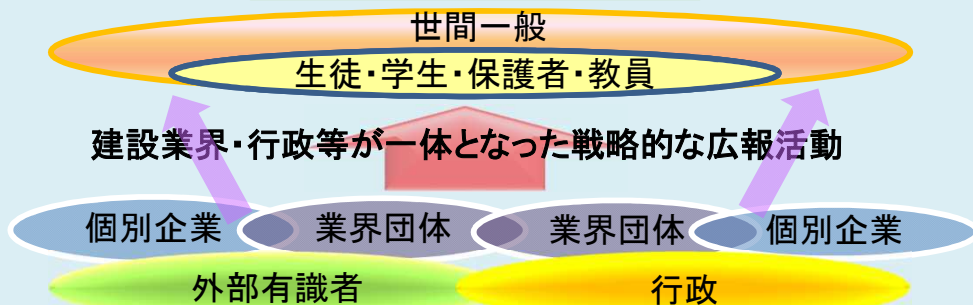 世間一般
生徒・学生・保護者・教員
建設業界・行政等が一体となった戦略的な広報活動
個別企業 業界団体 業界団体 個別企業
外部有識者 行政